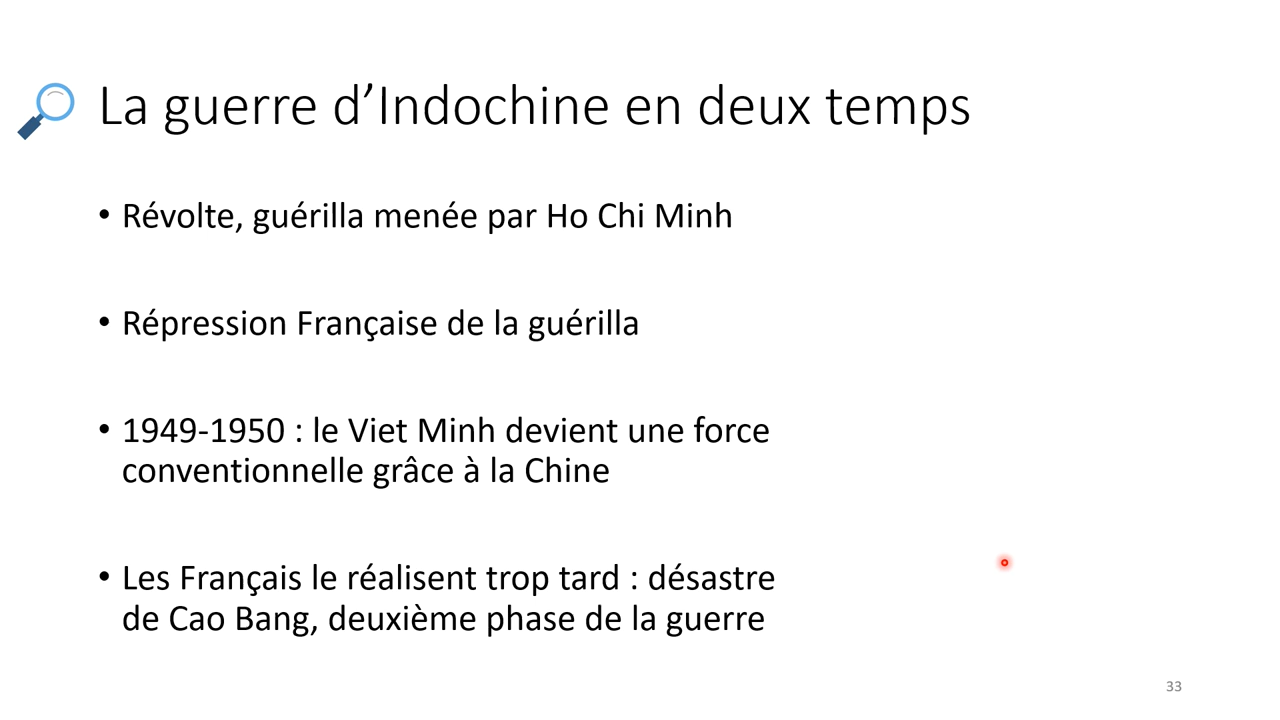 La guerre d’Indochine en deux temps
• Révolte, guérilla menée par Ho Chi Minh
• Répression Française de la guérilla
• 1949-1950 : le Viet Minh devient une force
conventionnelle grâce à la Chine
• Les Français le réalisent trop tard : désastre
de Cao Bang, deuxième phase de la guerre
33